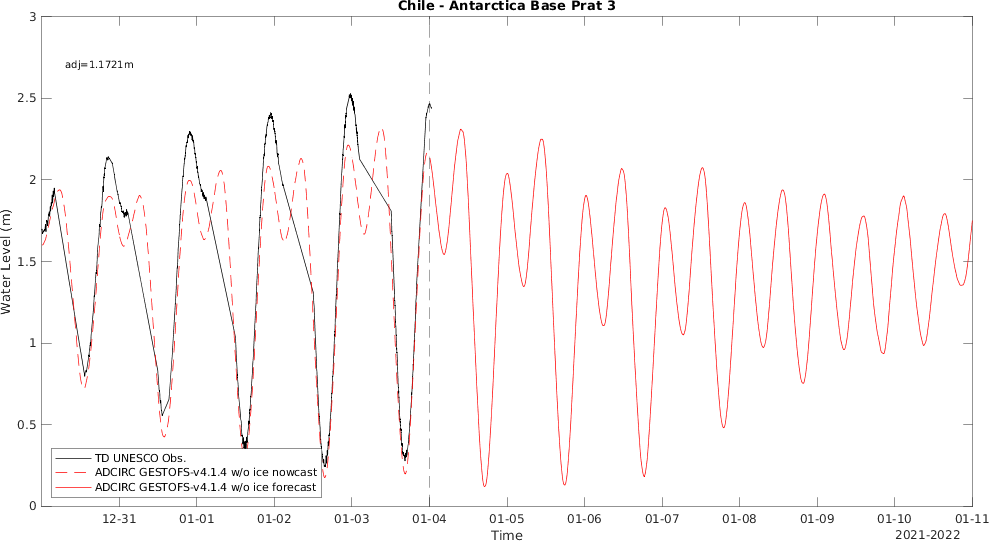 Chile - Antarctica Base Prat 3
3
2.5
2
1.5
1
0.5
0
Water Level (m)
adj=1.1721m
TD UNESCO Obs.
ADCIRC GESTOFS-v4.1.4 w/o ice nowcast
ADCIRC GESTOFS-v4.1.4 w/o ice forecast
12-31 01-01 01-02 01-03 01-04 01-05 01-06 01-07 01-08 01-09 01-10 01-11
Time
2021-2022